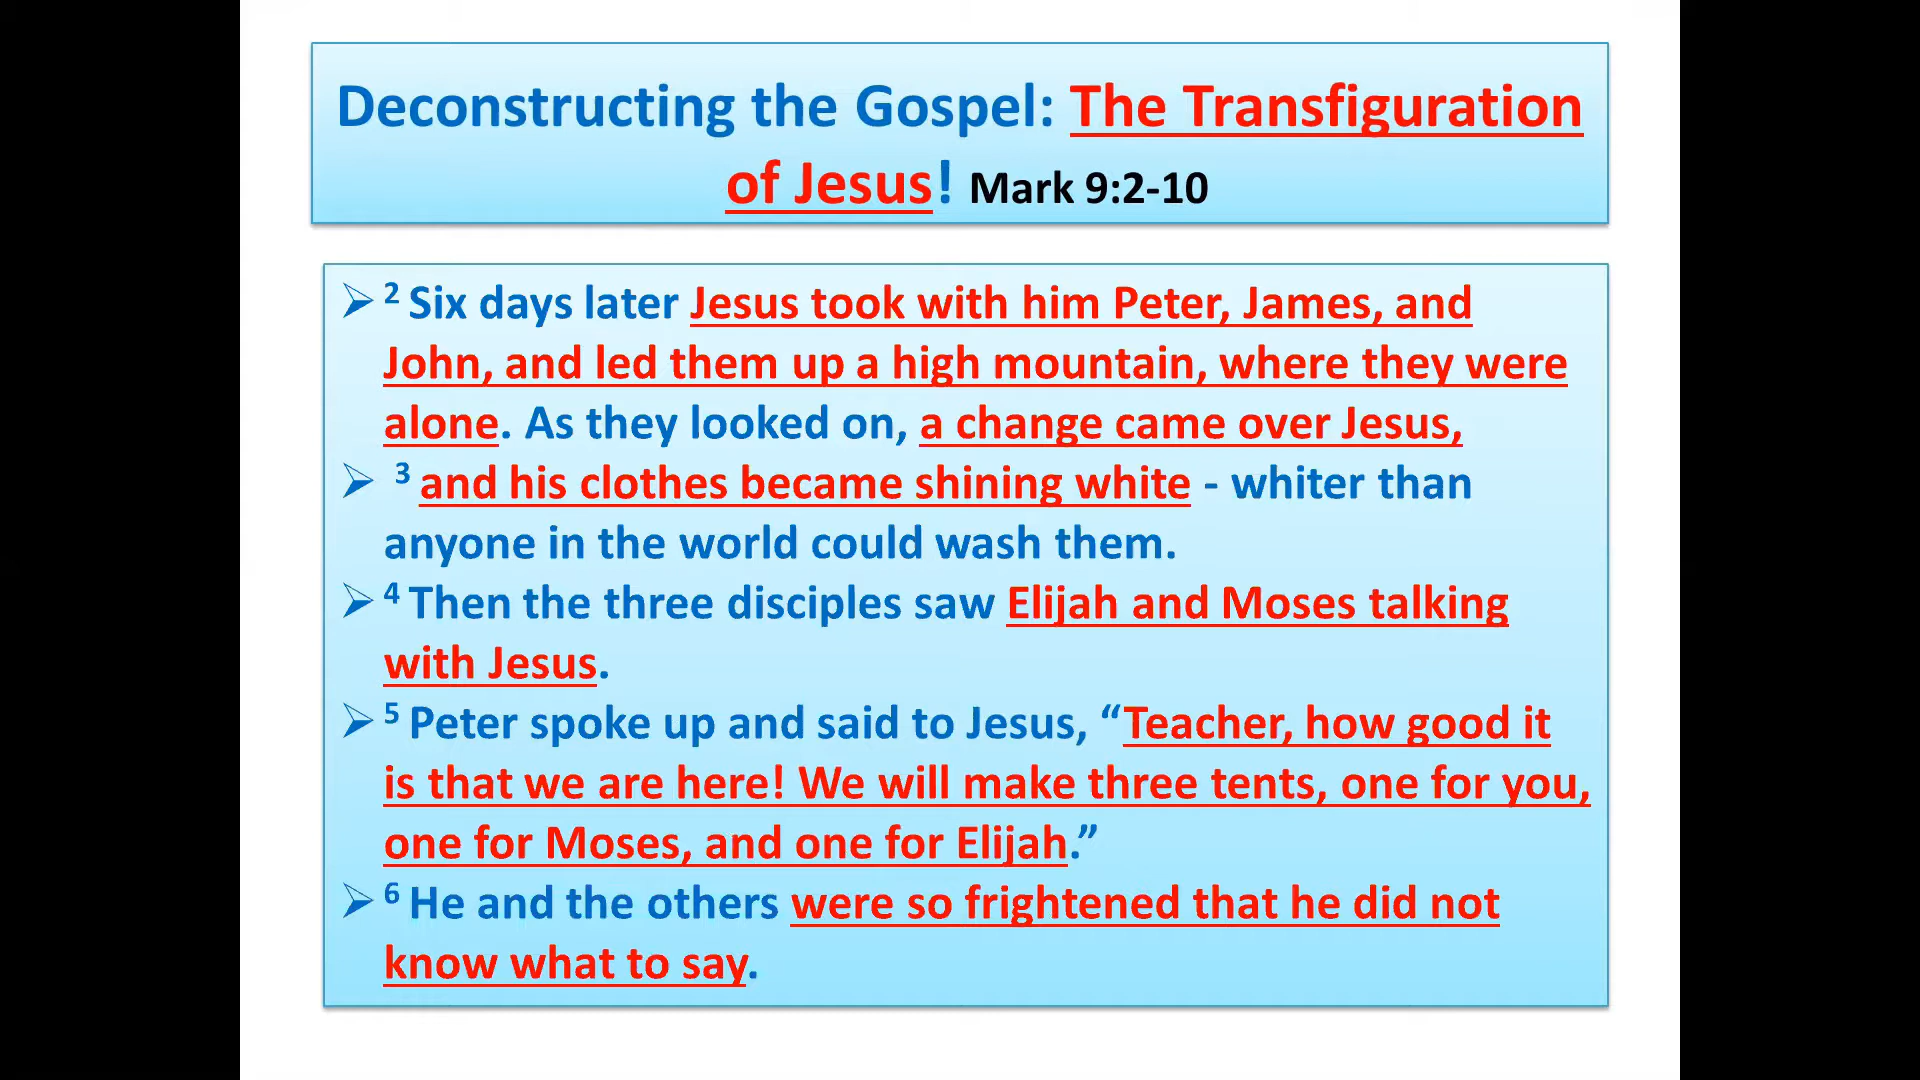 Deconstructing the Gospel: The Transfiguration
of Jesus! Mark 9:2-10
➢ 2 Six days later Jesus took with him Peter, James, and
John, and led them up a high mountain, where they were
alone. As they looked on, a change came over Jesus,
➢ 3 and his clothes became shining white - whiter than
anyone in the world could wash them.
➢ 4 Then the three disciples saw Elijah and Moses talking
with Jesus.
➢ 5 Peter spoke up and said to Jesus, “Teacher, how good it
is that we are here! We will make three tents, one for you,
one for Moses, and one for Elijah.”
➢ 6 He and the others were so frightened that he did not
know what to say.